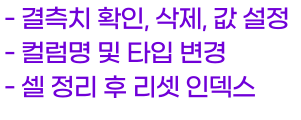 - 결측치 확인, 삭제, 값 설정
- 컬럼명 및 타입 변경
- 셀 정리 후 리셋 인덱스